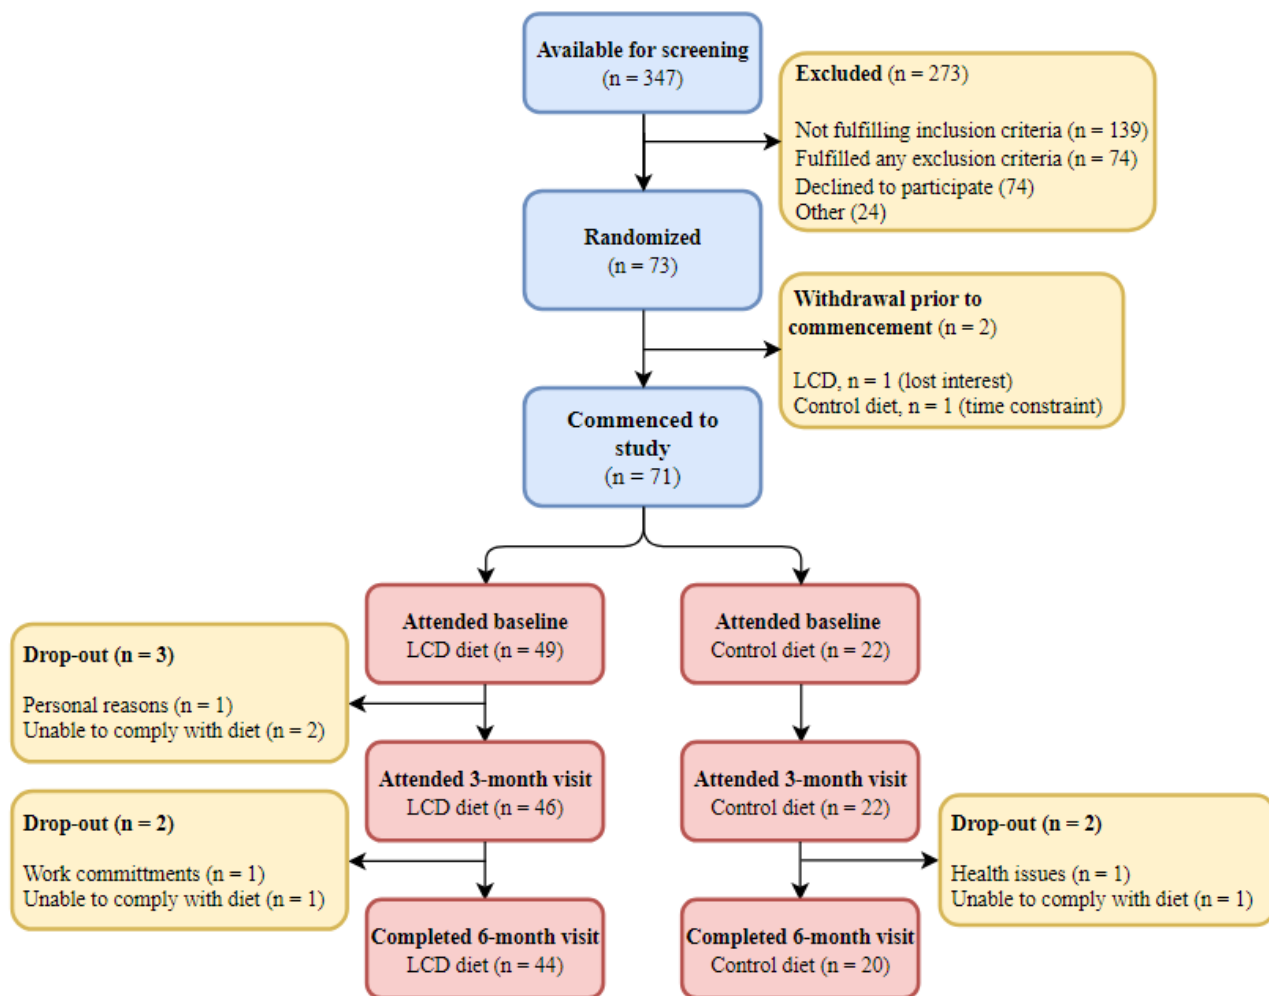 Available for screening
(n = 347)
Excluded (n = 273)
Not fulfilling inclusion criteria (n = 139)
Fulfilled any exclusion criteria (n = 74)
Declined to participate (74)
Other (24)
Randomized
(n = 73)
Withdrawal prior to
commencement (n = 2)
LCD, n = 1 (lost interest)
Control diet, n = 1 (time constraint)
Commenced to
study
(n = 71)
Attended baseline
LCD diet (n = 49)
Attended baseline
Control diet (n = 22)
Drop-out (n = 3)
Personal reasons (n = 1)
Unable to comply with diet (n = 2)
Attended 3-month visit
LCD diet (n = 46)
Attended 3-month visit
Control diet (n = 22)
Drop-out (n = 2)
Work committments (n = 1)
Unable to comply with diet (n = 1)
Drop-out (n = 2)
Health issues (n = 1)
Unable to comply with diet (n = 1)
Completed 6-month visit
LCD diet (n = 44)
Completed 6-month visit
Control diet (n = 20)